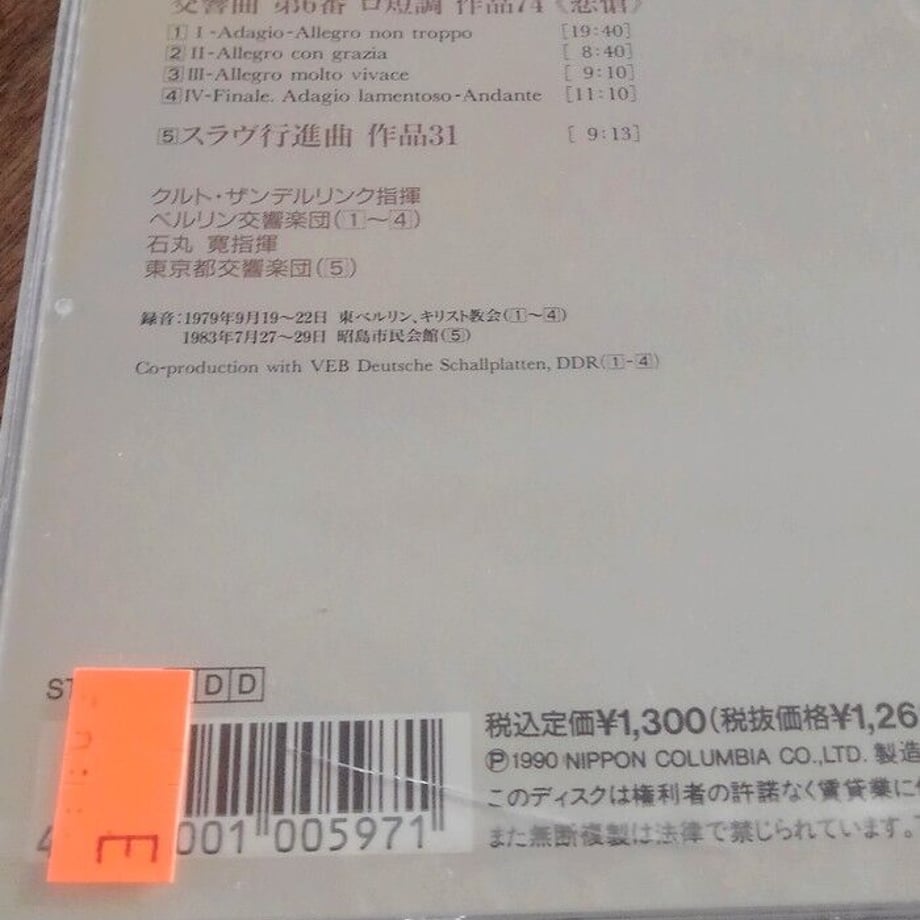 交響曲 第6番 ロ短調 作品74《悲愴》
1 I-Adagio-Allegro non troppo [19:40]
2 II-Allegro con grazia [ 8:40]
3 III-Allegro molto vivace [ 9:10]
4 IV-Finale. Adagio lamentoso-Andante [11:10]
5 スラヴ行進曲 作品31 [ 9:13]
クルト・ザンデルリンク指揮
ベルリン交響楽団(1~4)
石丸 寛指揮
東京都交響楽団(5)
録音:1979年9月19~22日 東ベルリン、キリスト教会(1~4)
1983年7月27~29日 昭島市民会館(5)
Co-production with VEB Deutsche Schallplatten, DDR(1-4)
DD
税込定価¥1,300(税抜価格¥1,26
Ⓟ1990 NIPPON COLUMBIA CO.,LTD. 製造
このディスクは権利者の許諾なく賃貸業に
また無断複製は法律で禁じられています。
001 005971
E